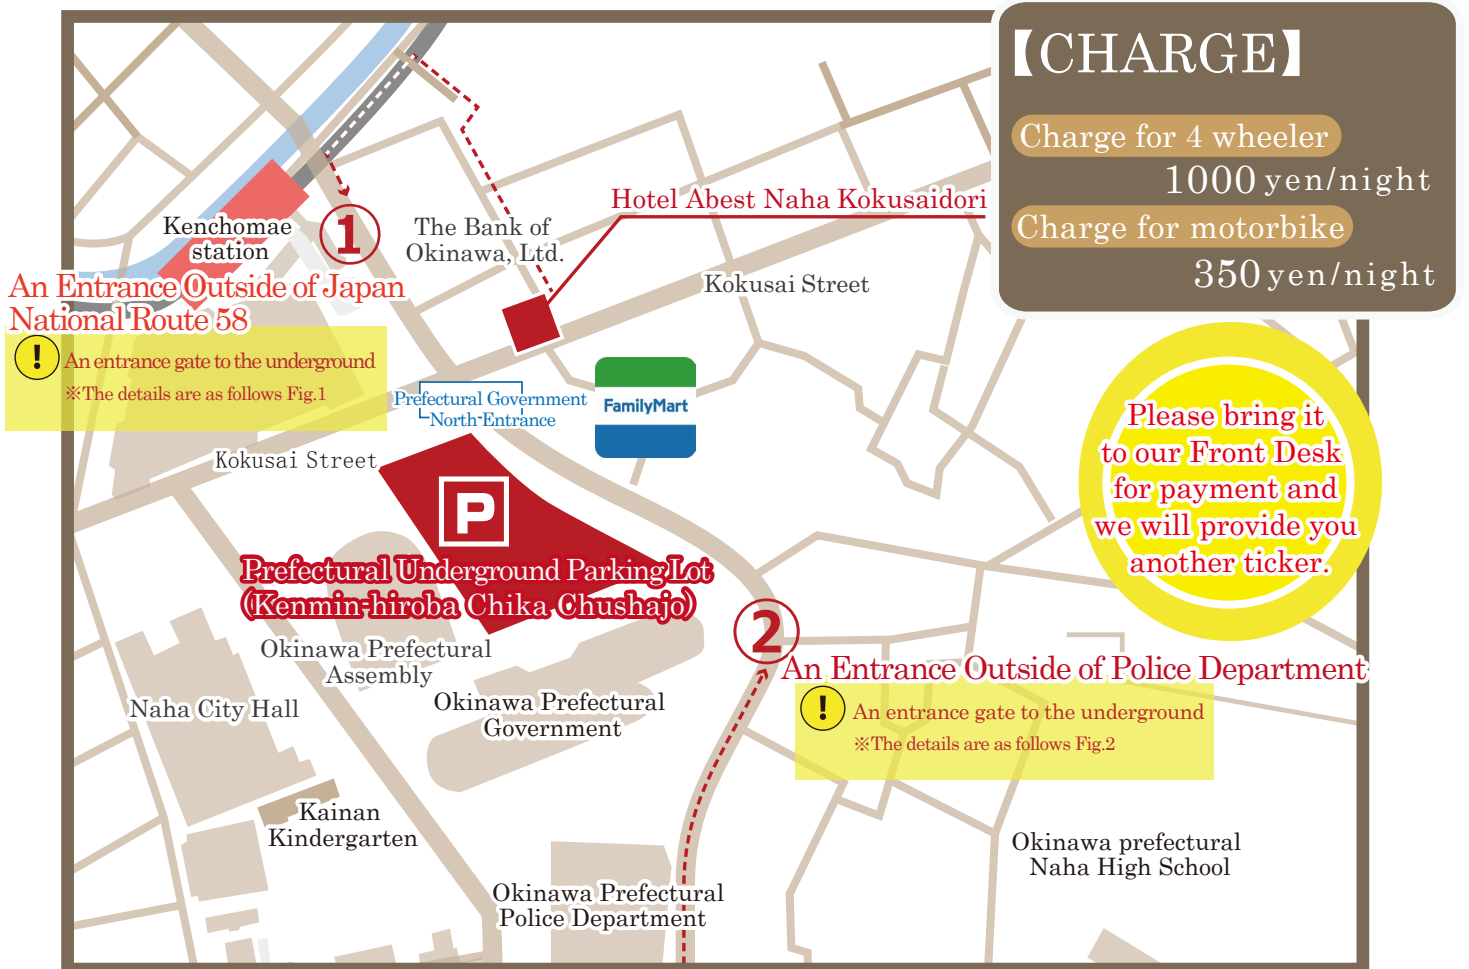 【CHARGE】
Charge for 4 wheeler
1000 yen/night
Charge for motorbike
350 yen/night
Hotel Abest Naha Kokusaidori
The Bank of
Okinawa, Ltd.
Kenchomae
station
1
Kokusai Street
An Entrance Outside of Japan
National Route 58
! An entrance gate to the underground
※The details are as follows Fig.1
Prefectural Government
North-Entrance
FamilyMart
Kokusai Street
P
Prefectural Underground Parking Lot
(Kenmin-hiroba Chika Chushajo)
Please bring it
to our Front Desk
for payment and
we will provide you
another ticker.
2
An Entrance Outside of Police Department
! An entrance gate to the underground
※The details are as follows Fig.2
Okinawa Prefectural
Assembly
Okinawa Prefectural
Government
Naha City Hall
Kainan
Kindergarten
Okinawa Prefectural
Police Department
Okinawa prefectural
Naha High School